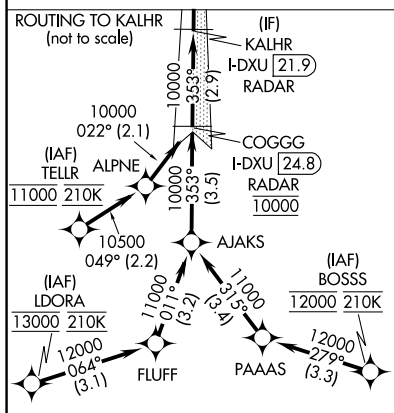 ROUTING TO KALHR
(not to scale)
(IF)
KALHR
I-DXU 21.9
RADAR
10000
353°
(2.9)
10000
022° (2.1)
(IAF)
TELLR
11000 210K
ALPNE
COGGG
I-DXU 24.8
RADAR
10000
10500
049° (2.2)
10000
353°
(3.5)
AJAKS
(IAF)
LDORA
13000 210K
11000
011°
(3.2)
11000
315°
(3.4)
(IAF)
BOSSS
12000 210K
12000
064°
(3.1)
FLUFF
PAAAS
12000
279°
(3.3)